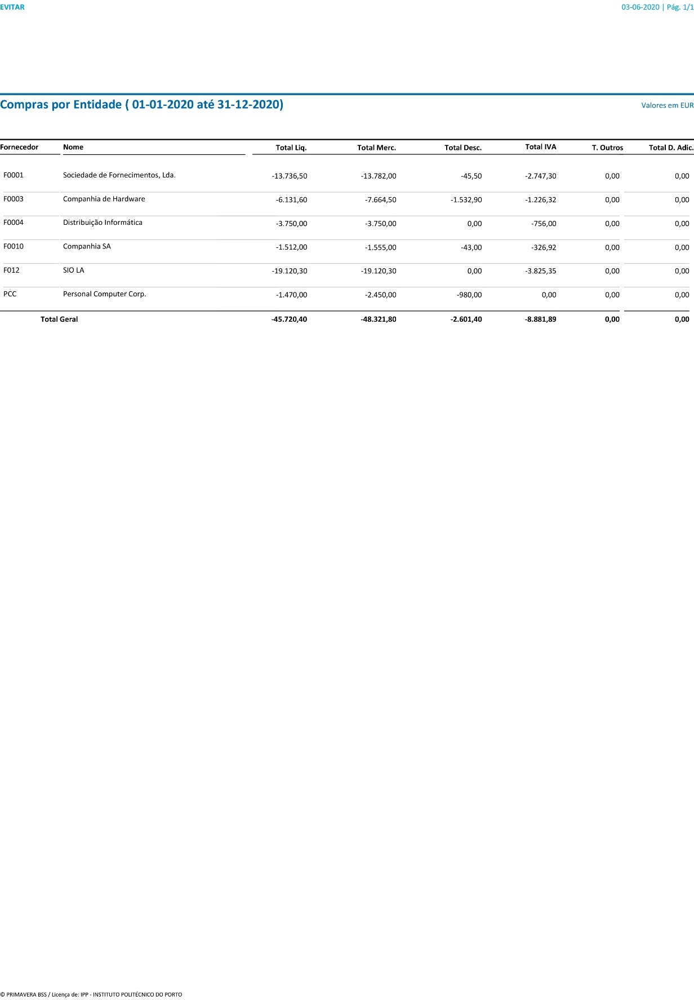 EVITAR 03-06-2020 | Pág. 1/1
Compras por Entidade ( 01-01-2020 até 31-12-2020) Valores em EUR
Fornecedor Nome Total Liq. Total Merc. Total Desc. Total IVA T. Outros Total D. Adic.
F0001 Sociedade de Fornecimentos, Lda. -13.736,50 -13.782,00 -45,50 -2.747,30 0,00 0,00
F0003 Companhia de Hardware -6.131,60 -7.664,50 -1.532,90 -1.226,32 0,00 0,00
F0004 Distribuição Informática -3.750,00 -3.750,00 0,00 -756,00 0,00 0,00
F0010 Companhia SA -1.512,00 -1.555,00 -43,00 -326,92 0,00 0,00
F012 SIO LA -19.120,30 -19.120,30 0,00 -3.825,35 0,00 0,00
PCC Personal Computer Corp. -1.470,00 -2.450,00 -980,00 0,00 0,00 0,00
Total Geral -45.720,40 -48.321,80 -2.601,40 -8.881,89 0,00 0,00
© PRIMAVERA BSS / Licença de: IPP - INSTITUTO POLITÉCNICO DO PORTO